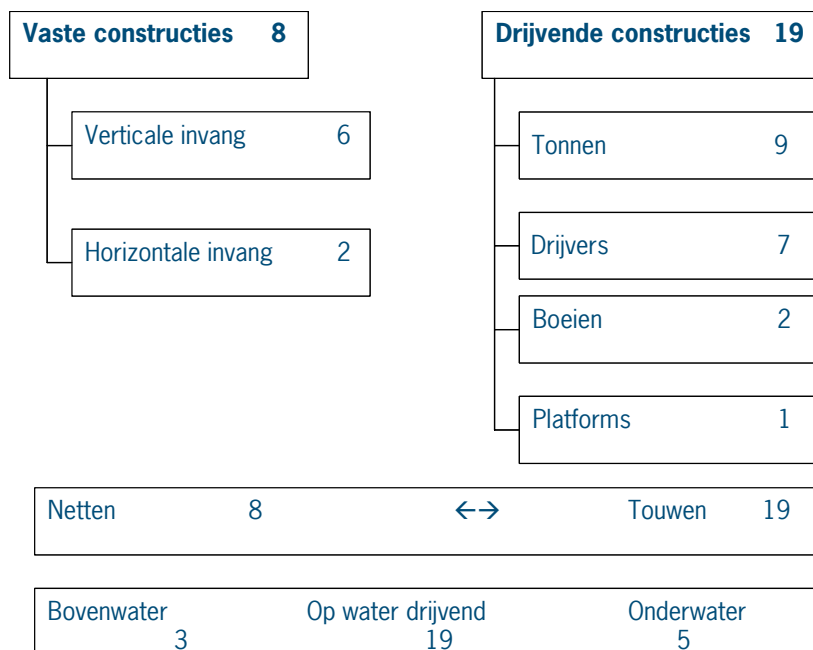 Vaste constructies 8
Verticale invang 6
Horizontale invang 2
Drijvende constructies 19
Tonnen 9
Drijvers 7
Boeien 2
Platforms 1
Netten 8 ←→ Touwen 19
Bovenwater Op water drijvend Onderwater
3 19 5